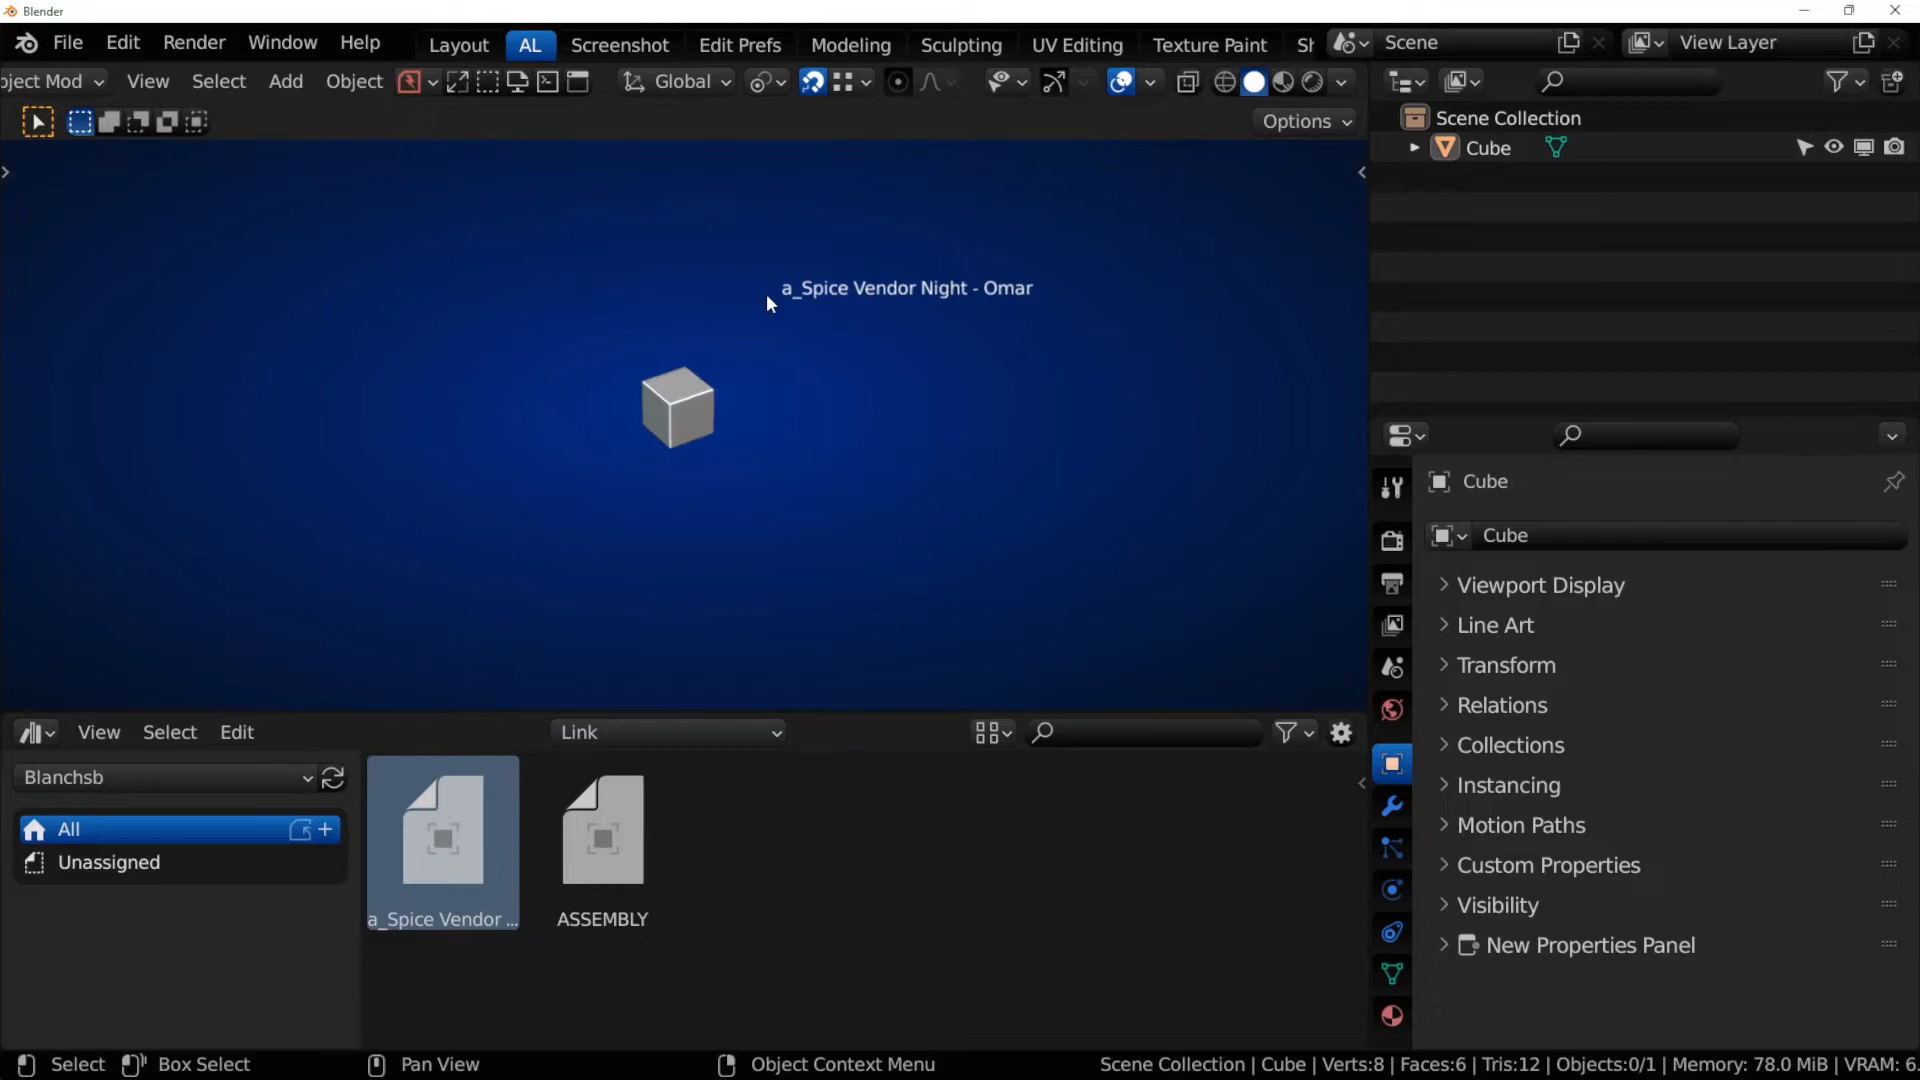 Blender
File Edit Render Window Help Layout AL Screenshot Edit Prefs Modeling Sculpting UV Editing Texture Paint Sh Scene View Layer
bject Mod View Select Add Object Global
Options
Scene Collection
Cube
a_Spice Vendor Night - Omar
Cube
Cube
Viewport Display
Line Art
Transform
Relations
Collections
Instancing
Motion Paths
Custom Properties
Visibility
New Properties Panel
View Select Edit Link
Blanchsb
All
Unassigned
a_Spice Vendor ...
ASSEMBLY
Select Box Select Pan View Object Context Menu Scene Collection | Cube | Verts:8 | Faces:6 | Tris:12 | Objects:0/1 | Memory: 78.0 MiB | VRAM: 6.